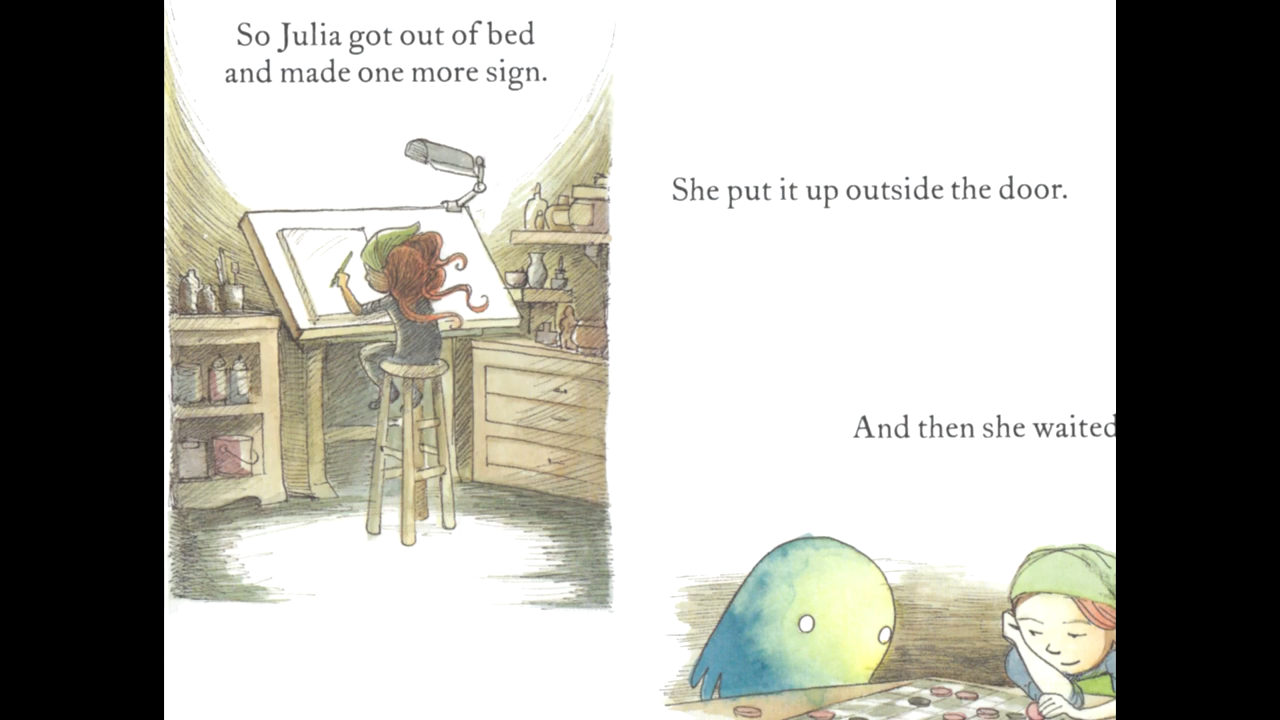 So Julia got out of bed
and made one more sign.
She put it up outside the door.
And then she waited